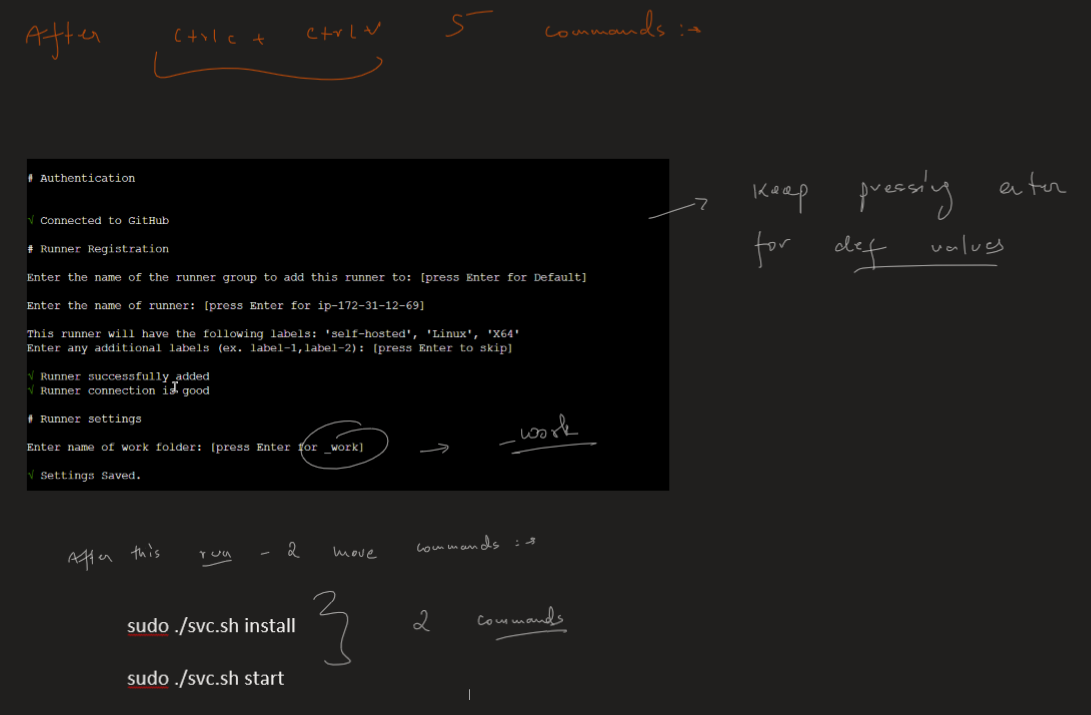 After ctrl c + ctrl v 5 commands :→
# Authentication
√ Connected to GitHub
# Runner Registration
Enter the name of the runner group to add this runner to: [press Enter for Default]
Enter the name of runner: [press Enter for ip-172-31-12-69]
This runner will have the following labels: 'self-hosted', 'Linux', 'X64'
Enter any additional labels (ex. label-1,label-2): [press Enter to skip]
√ Runner successfully added
√ Runner connection is good
# Runner settings
Enter name of work folder: [press Enter for _work]
√ Settings Saved.
→ Keep pressing enter
for def values
→ _work
After this run - 2 more commands :→
sudo ./svc.sh install
sudo ./svc.sh start
2 commands